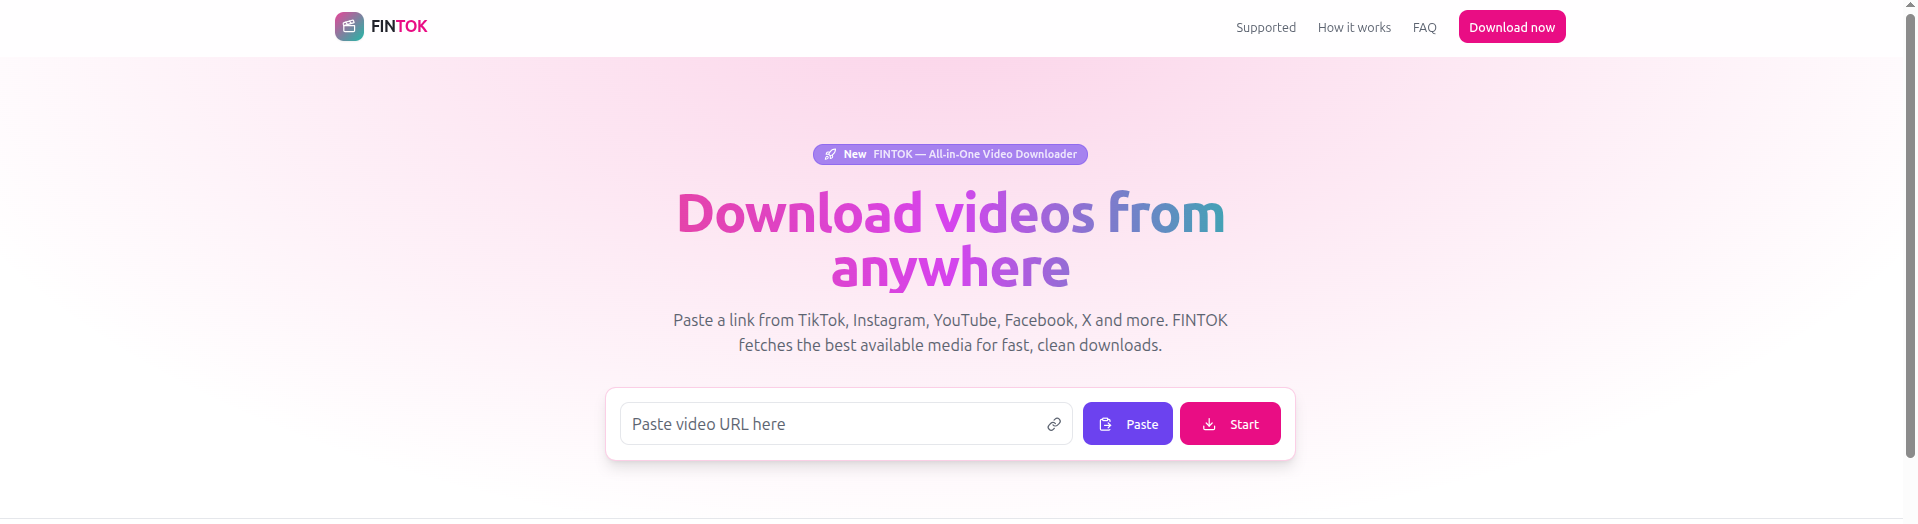 FINTOK
Supported
How it works
FAQ
Download now
New FINTOK — All-in-One Video Downloader
Download videos from
anywhere
Paste a link from TikTok, Instagram, YouTube, Facebook, X and more. FINTOK
fetches the best available media for fast, clean downloads.
Paste video URL here
Paste
Start